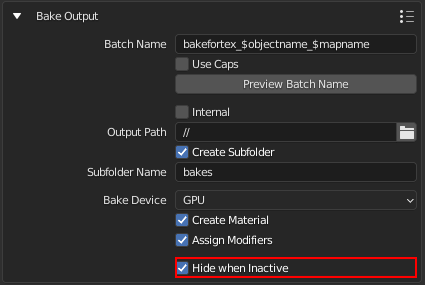 Bake Output
Batch Name bakefortex_$objectname_$mapname
Use Caps
Preview Batch Name
Internal
Output Path //
Create Subfolder
Subfolder Name bakes
Bake Device GPU
Create Material
Assign Modifiers
Hide when Inactive